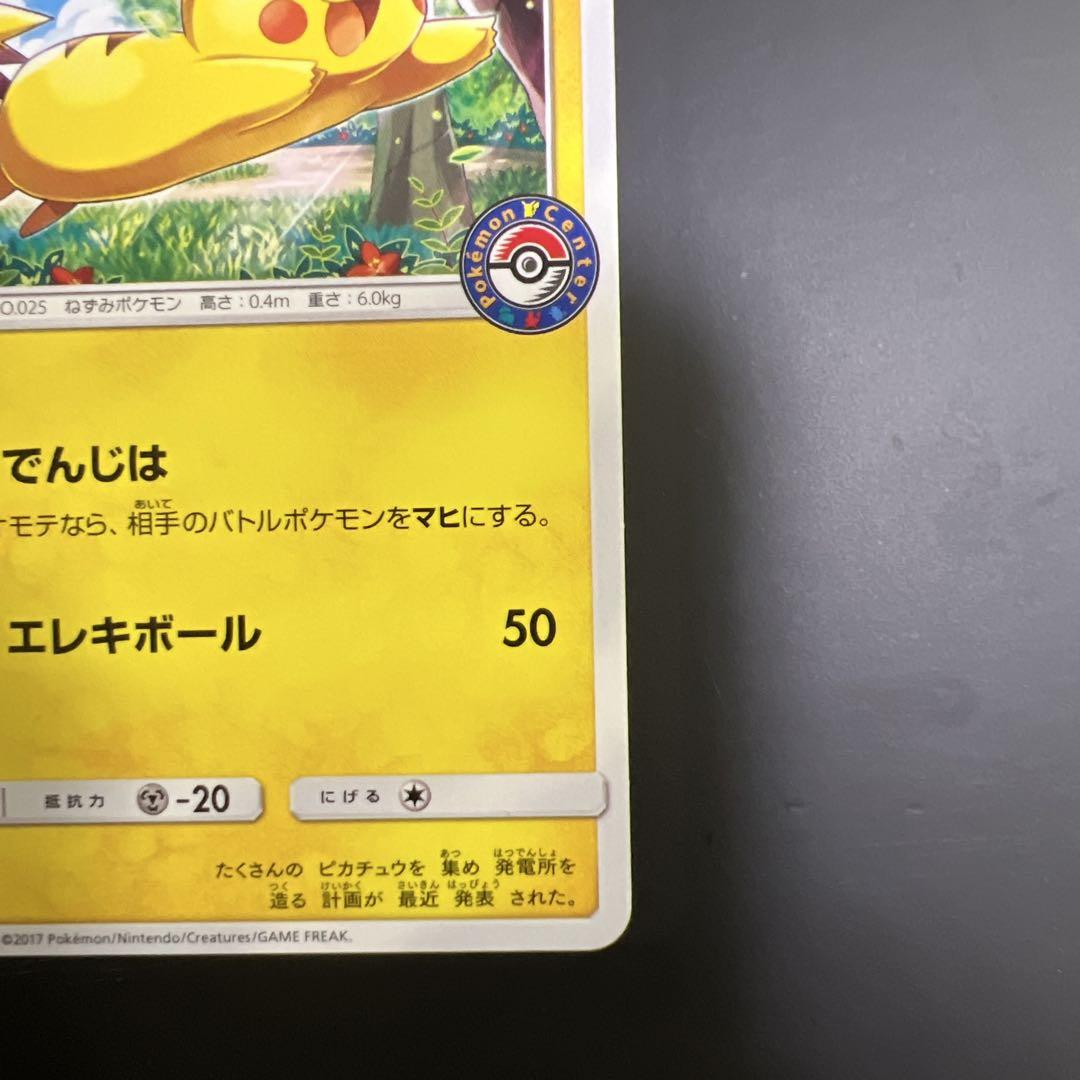 Pokémon Center
O.025 ねずみポケモン 高さ:0.4m 重さ:6.0kg
でんじは
モテなら、相手のバトルポケモンをマヒにする。
エレキボール 50
抵抗力 -20 にげる
たくさんの ピカチュウを 集め 発電所を
造る 計画が 最近 発表 された。
©2017 Pokémon/Nintendo/Creatures/GAME FREAK.